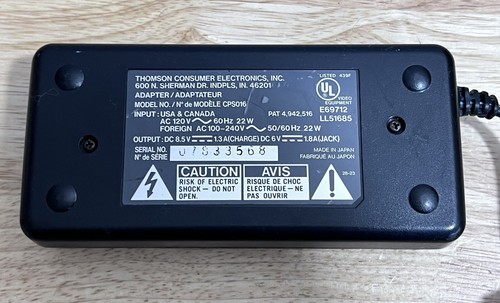 THOMSON CONSUMER ELECTRONICS, INC.
600 N. SHERMAN DR. INDPLS, IN. 46201
ADAPTER / ADAPTATEUR
MODEL NO. / N° de MODÈLE CPS016
INPUT: USA & CANADA PAT 4,942,516
AC 120V ~ 60Hz 22W
FOREIGN AC 100-240V ~ 50/60Hz 22W
OUTPUT: DC 8.5V ⎓ 1.3A(CHARGE) DC 6V ⎓ 1.8A(JACK)
SERIAL NO.
N° de SÉRIE 07533568
MADE IN JAPAN
FABRIQUÉ AU JAPON
LISTED 439F
UL
VIDEO
EQUIPMENT
E69712
LL51685
CAUTION
RISK OF ELECTRIC
SHOCK — DO NOT
OPEN.
AVIS
RISQUE DE CHOC
ELECTRIQUE — NE
PAS OUVRIR